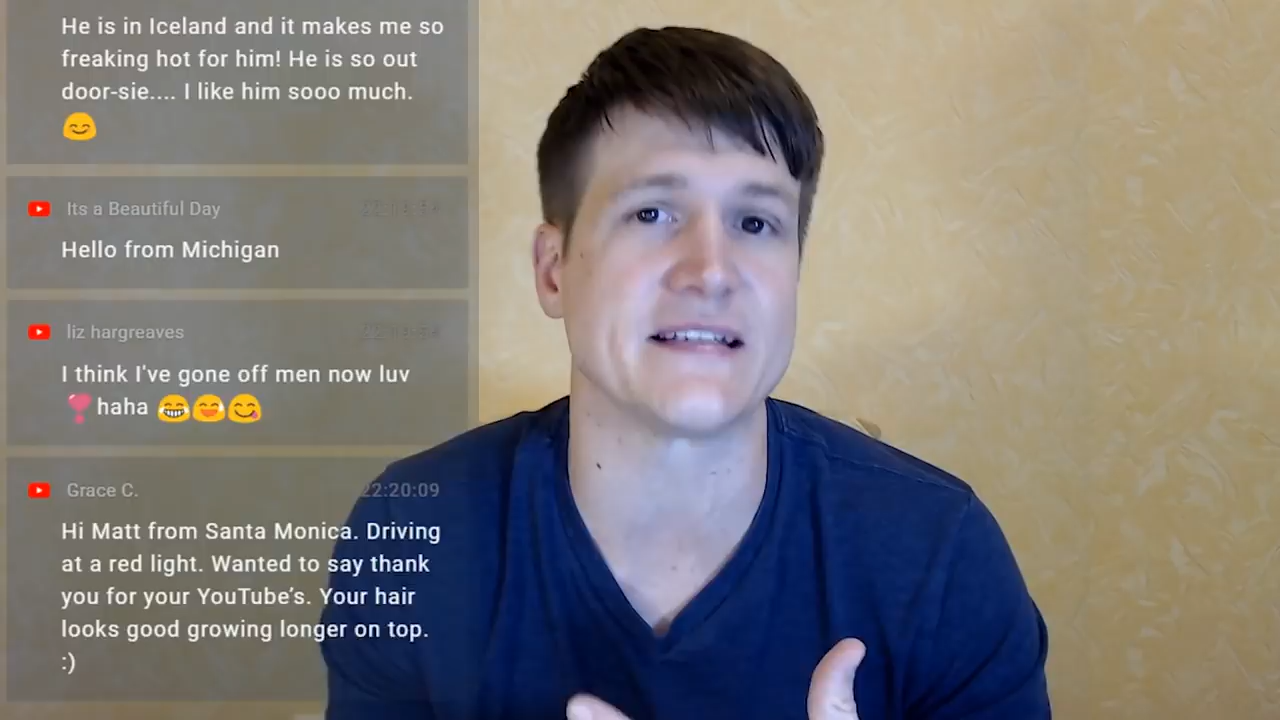 He is in Iceland and it makes me so
freaking hot for him! He is so out
door-sie.... I like him sooo much.
😊
Its a Beautiful Day
Hello from Michigan
liz hargreaves
I think I've gone off men now luv
❣️haha 😂😅😋
Grace C. 22:20:09
Hi Matt from Santa Monica. Driving
at a red light. Wanted to say thank
you for your YouTube’s. Your hair
looks good growing longer on top.
:)